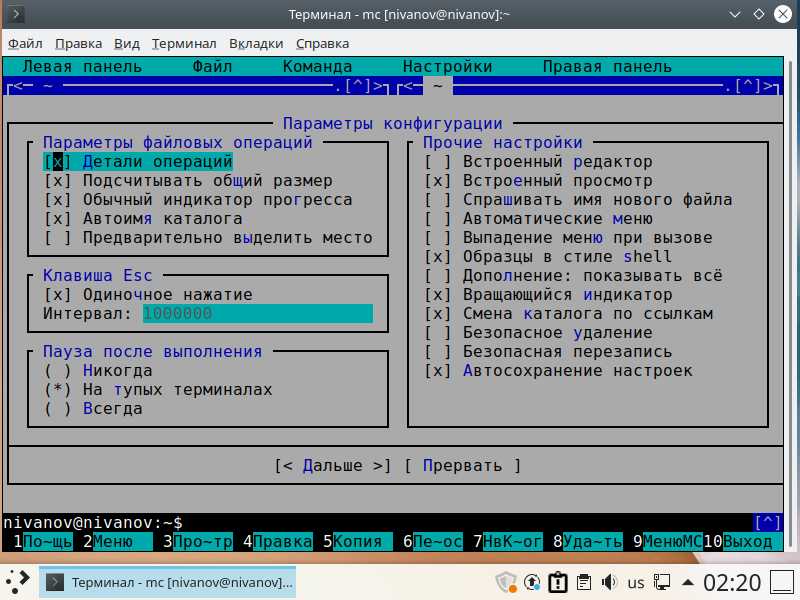 Терминал - mc [nivanov@nivanov]:~
Файл Правка Вид Терминал Вкладки Справка
Левая панель Файл Команда Настройки Правая панель
<─ ~ .[^]> <─ ~ .[^]>
Параметры конфигурации
Параметры файловых операций
[x] Детали операций
[x] Подсчитывать общий размер
[x] Обычный индикатор прогресса
[x] Автоимя каталога
[ ] Предварительно выделить место
Клавиша Esc
[x] Одиночное нажатие
Интервал: 1000000
Пауза после выполнения
( ) Никогда
(*) На тупых терминалах
( ) Всегда
Прочие настройки
[ ] Встроенный редактор
[x] Встроенный просмотр
[ ] Спрашивать имя нового файла
[ ] Автоматические меню
[ ] Выпадение меню при вызове
[x] Образцы в стиле shell
[ ] Дополнение: показывать всё
[x] Вращающийся индикатор
[x] Смена каталога по ссылкам
[ ] Безопасное удаление
[ ] Безопасная перезапись
[x] Автосохранение настроек
[< Дальше >] [ Прервать ]
nivanov@nivanov:~$ [^]
1По~щь 2Меню 3Про~тр 4Правка 5Копия 6Пе~ос 7НвК~ог 8Уда~ть 9МенюMC 10Выход
Терминал - mc [nivanov@nivanov]... us 02:20